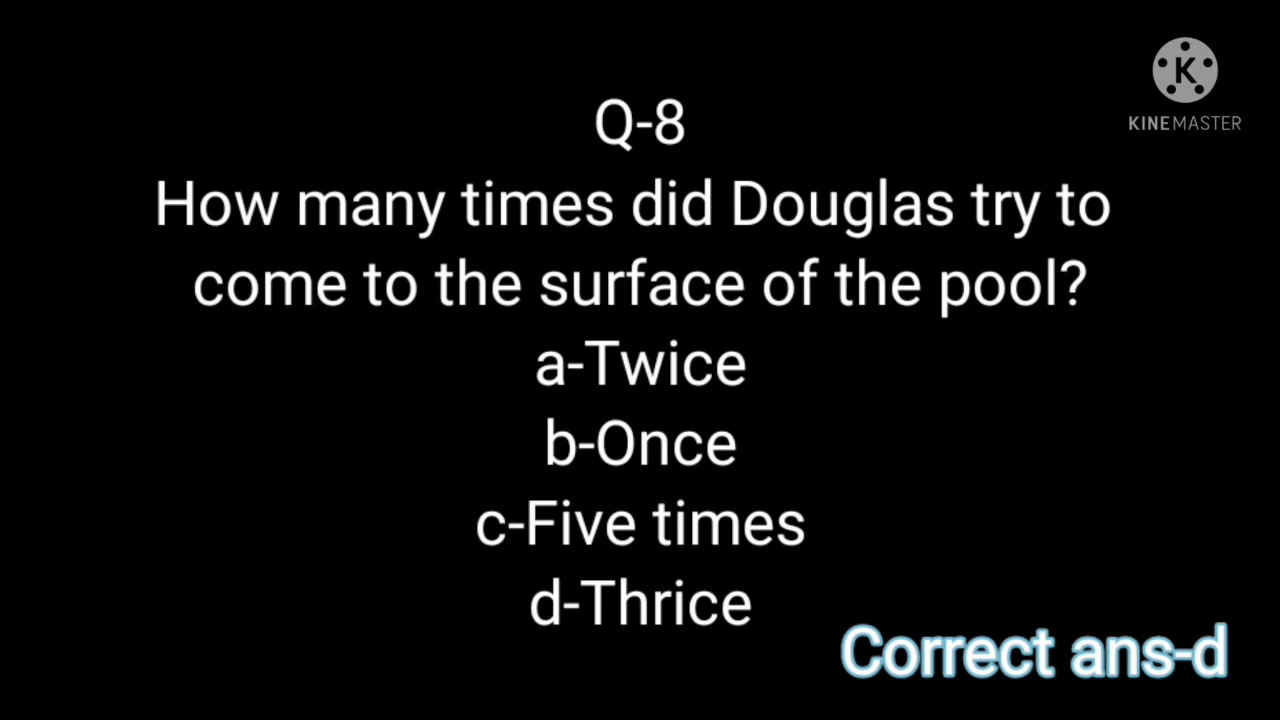 K
KINEMASTER
Q-8
How many times did Douglas try to
come to the surface of the pool?
a-Twice
b-Once
c-Five times
d-Thrice
Correct ans-d